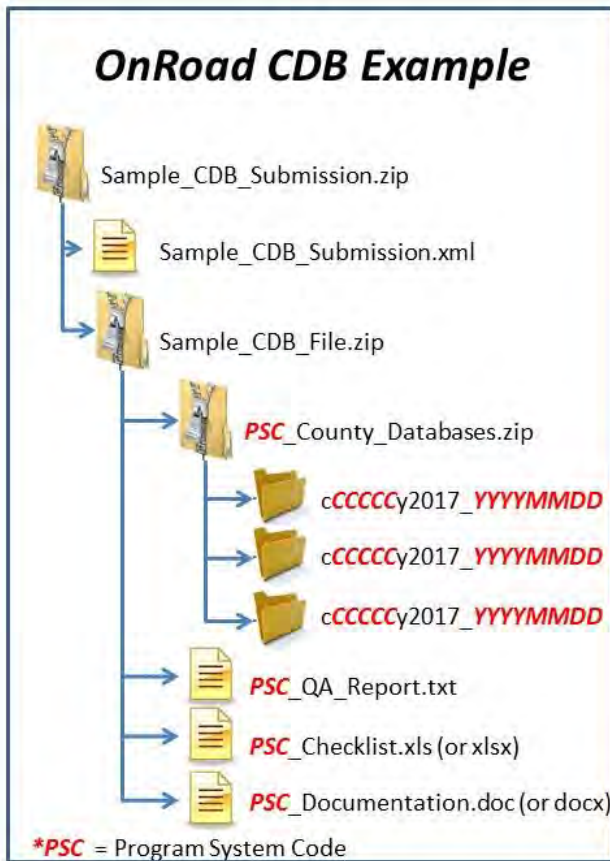 OnRoad CDB Example
Sample_CDB_Submission.zip
Sample_CDB_Submission.xml
Sample_CDB_File.zip
PSC_County_Databases.zip
cCCCCCy2017_YYYYMMDD
cCCCCCy2017_YYYYMMDD
cCCCCCy2017_YYYYMMDD
PSC_QA_Report.txt
PSC_Checklist.xls (or xlsx)
PSC_Documentation.doc (or docx)
*PSC = Program System Code